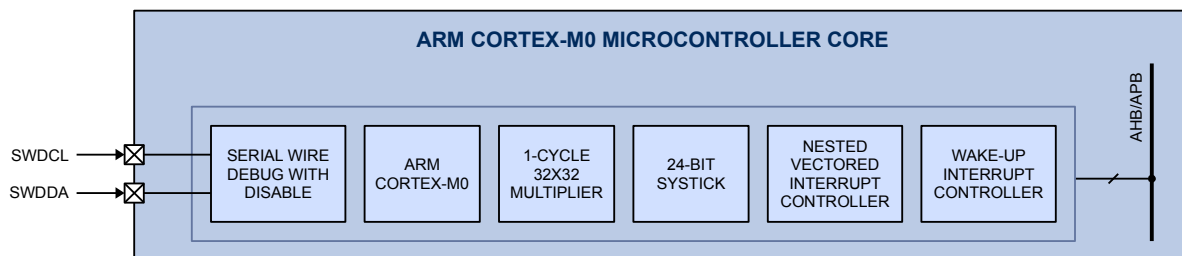 ARM CORTEX-M0 MICROCONTROLLER CORE
AHB/APB
SWDCL
SWDDA
SERIAL WIRE
DEBUG WITH
DISABLE
ARM
CORTEX-M0
1-CYCLE
32X32
MULTIPLIER
24-BIT
SYSTICK
NESTED
VECTORED
INTERRUPT
CONTROLLER
WAKE-UP
INTERRUPT
CONTROLLER